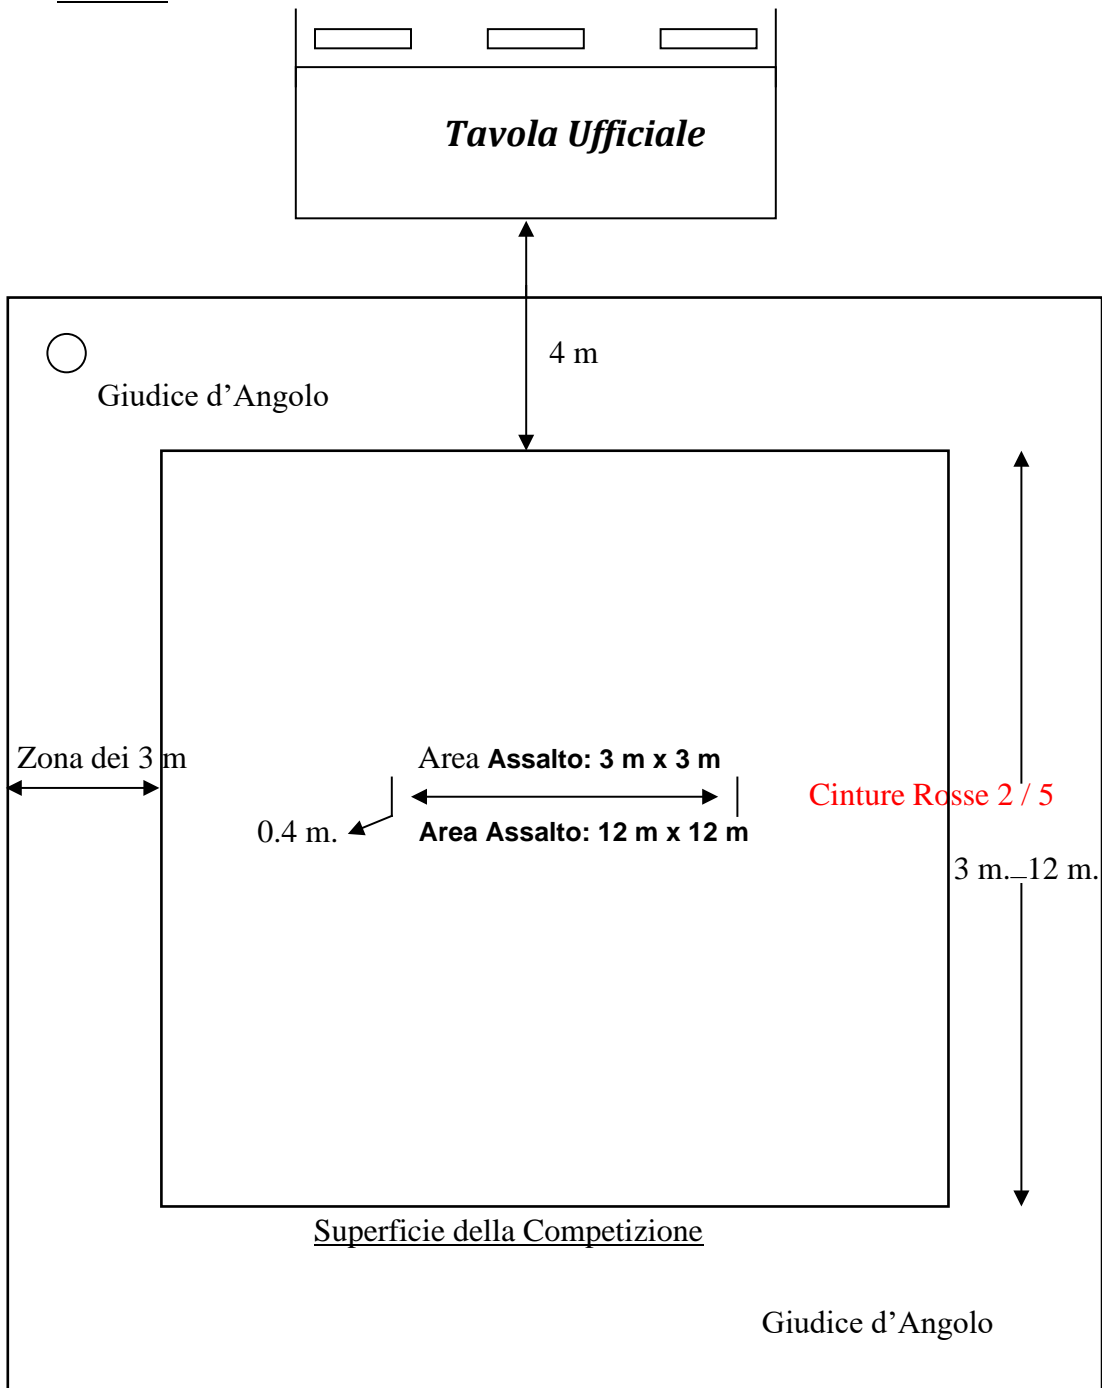 Tavola Ufficiale
4 m
Giudice d’Angolo
Zona dei 3 m
Area Assalto: 3 m x 3 m
Cinture Rosse 2 / 5
0.4 m.
Area Assalto: 12 m x 12 m
3 m. 12 m.
Superficie della Competizione
Giudice d’Angolo